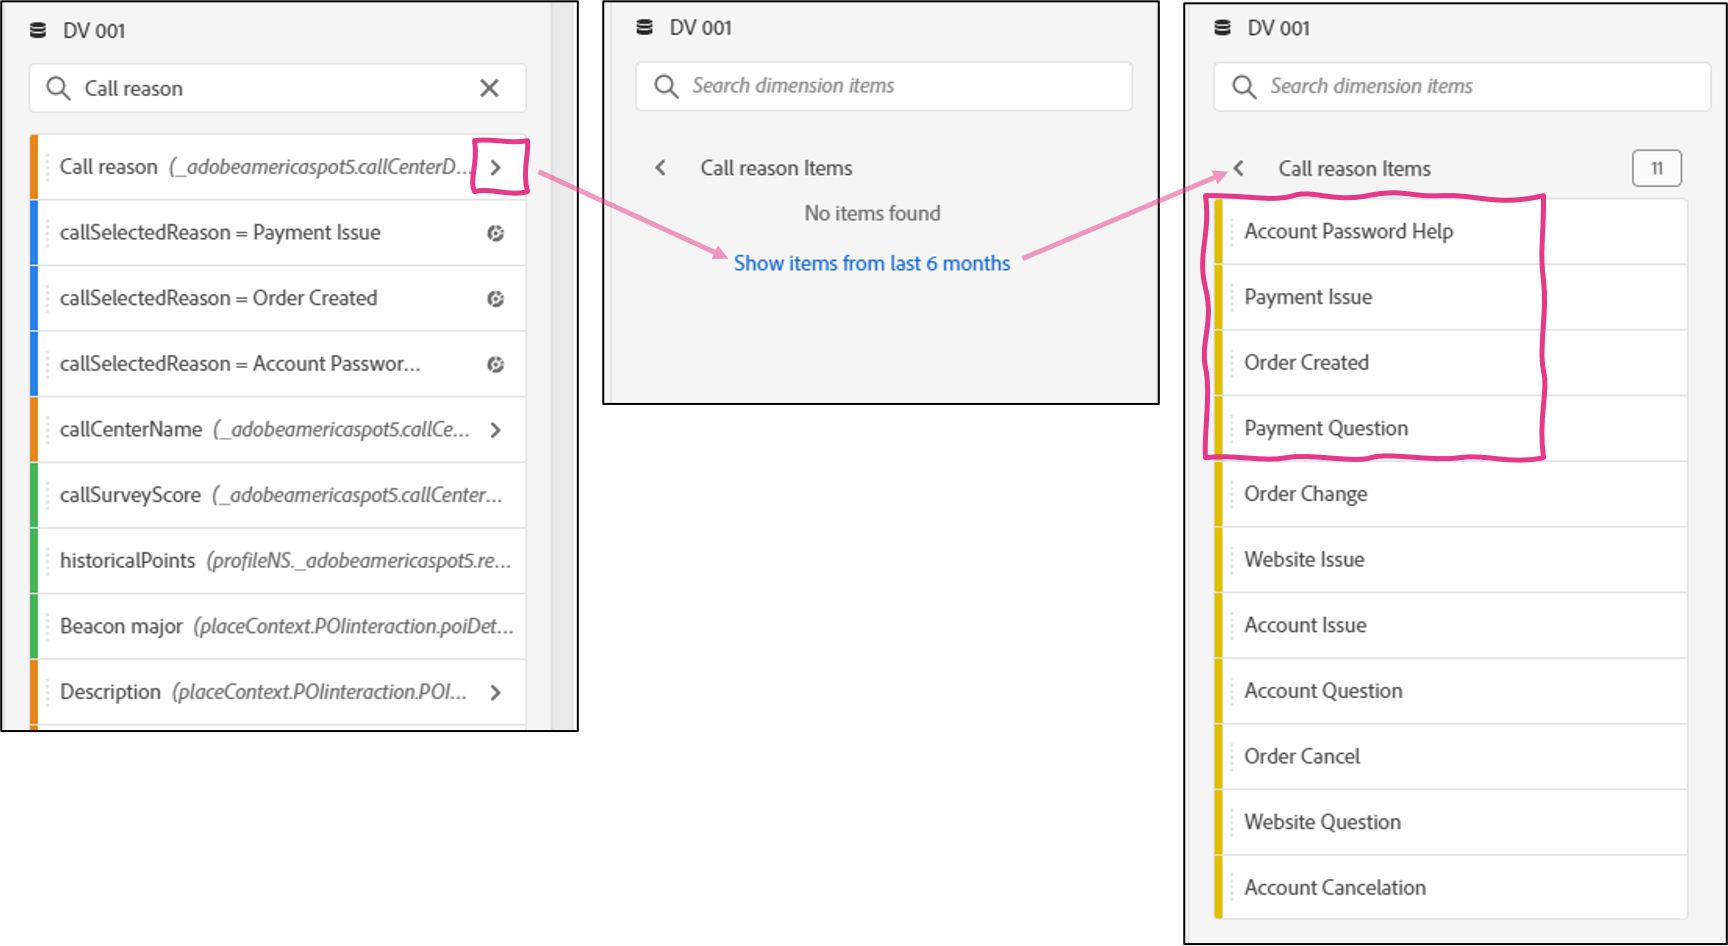 DV 001
Call reason
Call reason (_adobeamericaspot5.callCenterD...
callSelectedReason = Payment Issue
callSelectedReason = Order Created
callSelectedReason = Account Passwor...
callCenterName (_adobeamericaspot5.callCe...
callSurveyScore (_adobeamericaspot5.callCenter...
historicalPoints (profileNS._adobeamericaspot5.re...
Beacon major (placeContext.POIinteraction.poiDet...
Description (placeContext.POIinteraction.POI...
DV 001
Search dimension items
Call reason Items
No items found
Show items from last 6 months
DV 001
Search dimension items
Call reason Items 11
Account Password Help
Payment Issue
Order Created
Payment Question
Order Change
Website Issue
Account Issue
Account Question
Order Cancel
Website Question
Account Cancelation